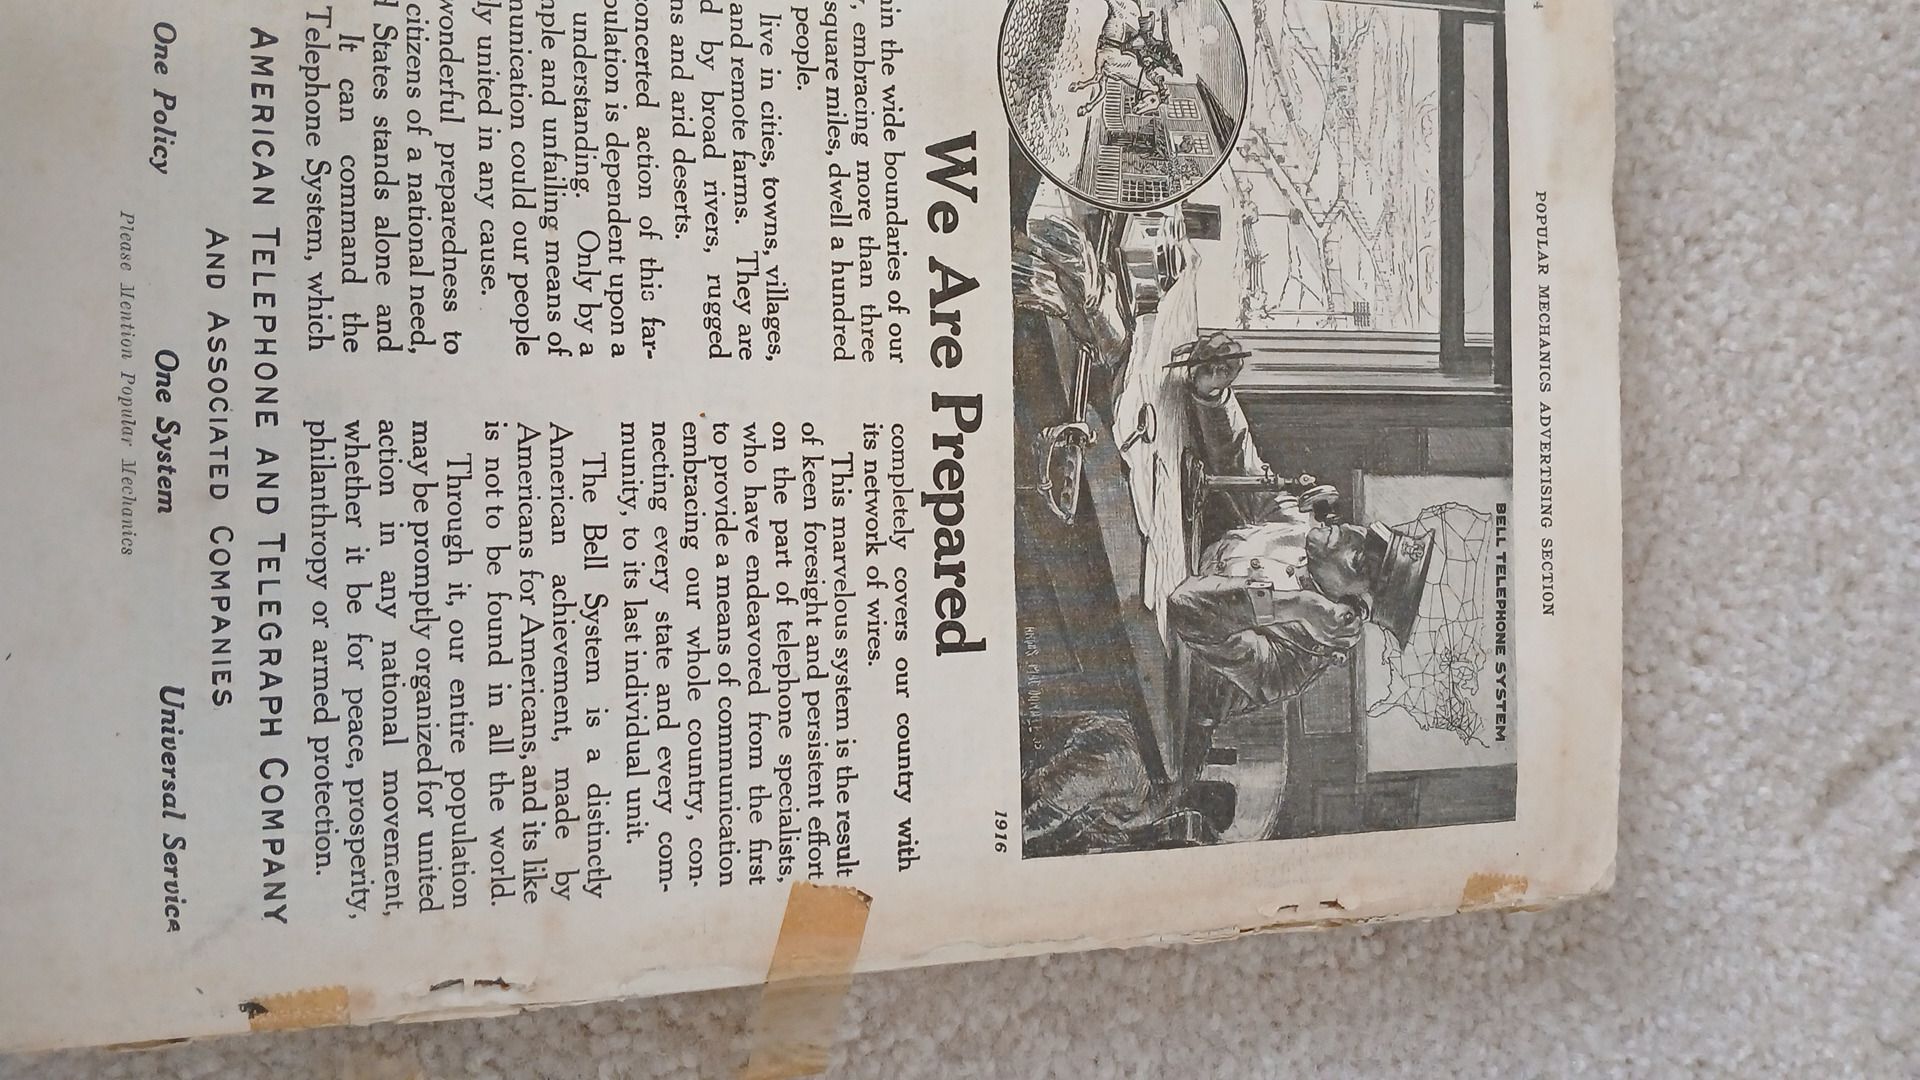 POPULAR MECHANICS ADVERTISING SECTION
BELL TELEPHONE SYSTEM
1916
We Are Prepared
in the wide boundaries of our
, embracing more than three
square miles, dwell a hundred
people.
live in cities, towns, villages,
and remote farms. They are
d by broad rivers, rugged
ns and arid deserts.
oncerted action of this far-
pulation is dependent upon a
understanding. Only by a
mple and unfailing means of
munication could our people
ly united in any cause.
wonderful preparedness to
citizens of a national need,
d States stands alone and
It can command the
Telephone System, which
completely covers our country with
its network of wires.
This marvelous system is the result
of keen foresight and persistent effort
on the part of telephone specialists,
who have endeavored from the first
to provide a means of communication
embracing our whole country, con-
necting every state and every com-
munity, to its last individual unit.
The Bell System is a distinctly
American achievement, made by
Americans for Americans, and its like
is not to be found in all the world.
Through it, our entire population
may be promptly organized for united
action in any national movement,
whether it be for peace, prosperity,
philanthropy or armed protection.
AMERICAN TELEPHONE AND TELEGRAPH COMPANY
AND ASSOCIATED COMPANIES
One Policy One System Universal Service
Please Mention Popular Mechanics